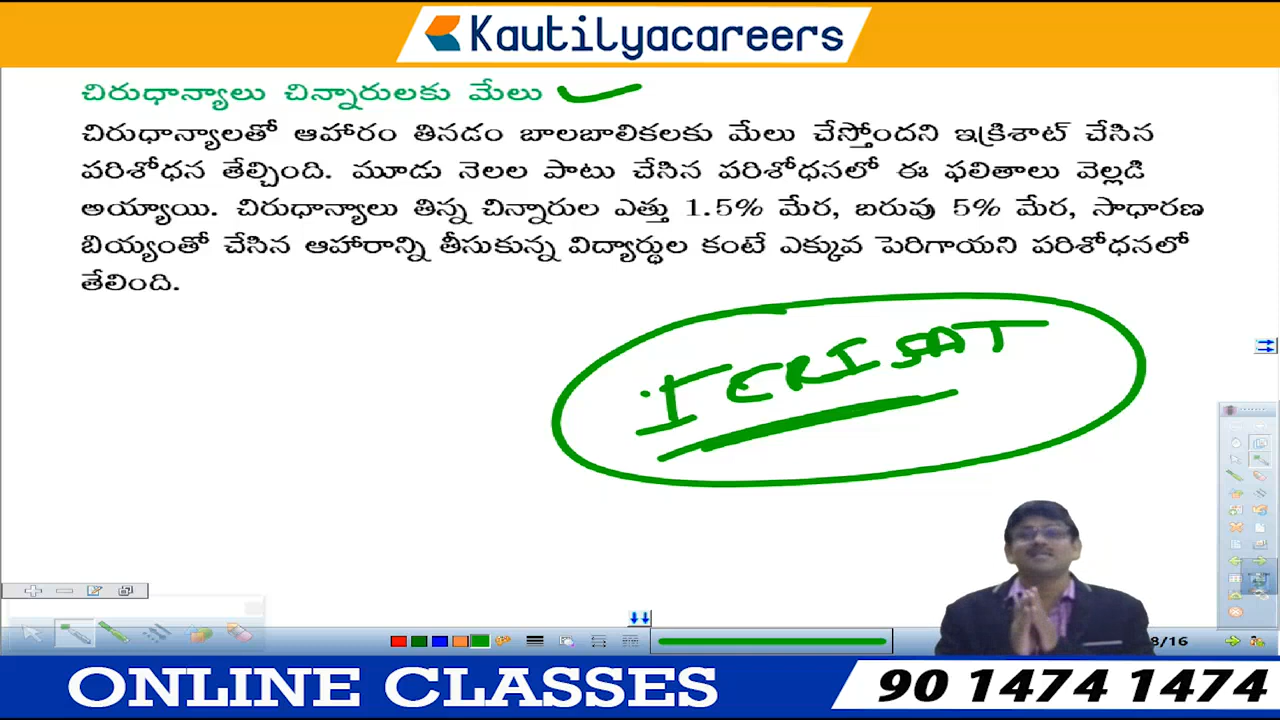 Kautilyacareers
చిరుధాన్యాలు చిన్నారులకు మేలు
చిరుధాన్యాలతో ఆహారం తినడం బాలబాలికలకు మేలు చేస్తోందని ఇక్రిశాట్ చేసిన
పరిశోధన తేల్చింది. మూడు నెలల పాటు చేసిన పరిశోధనలో ఈ ఫలితాలు వెల్లడి
అయ్యాయి. చిరుధాన్యాలు తిన్న చిన్నారుల ఎత్తు 1.5% మేర, బరువు 5% మేర, సాధారణ
బియ్యంతో చేసిన ఆహారాన్ని తీసుకున్న విద్యార్థుల కంటే ఎక్కువ పెరిగాయని పరిశోధనలో
తేలింది.
ICRISAT
8/16
ONLINE CLASSES
90 1474 1474